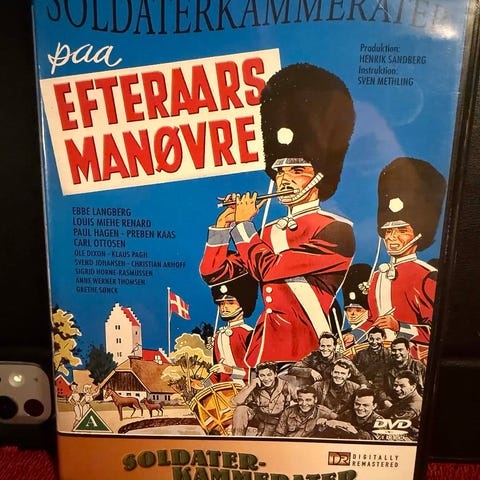 SOLDATERKAMMERATER
paa
EFTERAARS
MANØVRE
Produktion:
HENRIK SANDBERG
Instruktion:
SVEN METHLING
EBBE LANGBERG
LOUIS MIEHE RENARD
PAUL HAGEN - PREBEN KAAS
CARL OTTOSEN
OLE DIXON - KLAUS PAGH
SVEND JOHANSEN - CHRISTIAN ARHOFF
SIGRID HORNE-RASMUSSEN
ANNE WERNER THOMSEN
GRETHE SØNCK
A
DVD
VIDEO
SOLDATER-
KAMMERATER
DR DIGITALLY
REMASTERED